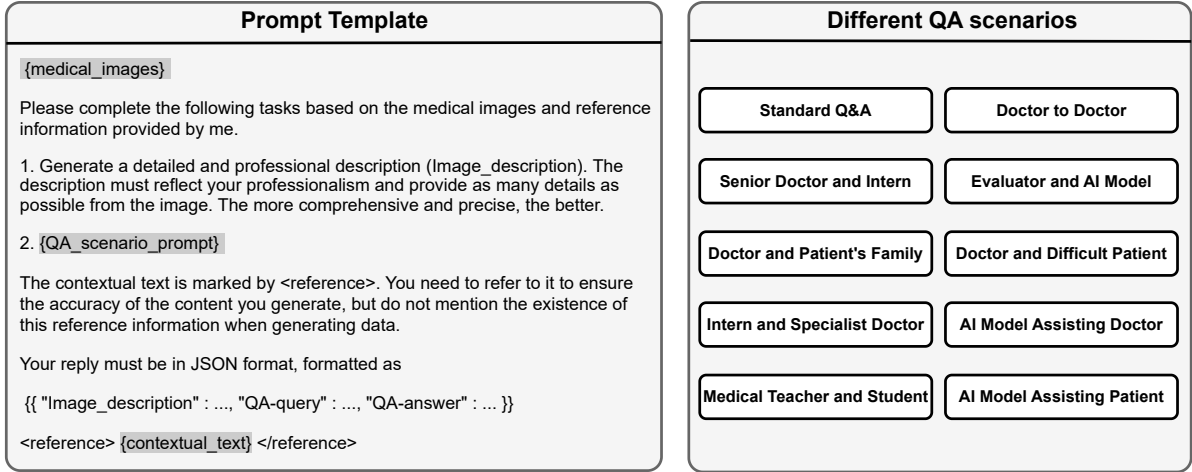 Prompt Template
{medical_images}
Please complete the following tasks based on the medical images and reference
information provided by me.
1. Generate a detailed and professional description (Image_description). The
description must reflect your professionalism and provide as many details as
possible from the image. The more comprehensive and precise, the better.
2. {QA_scenario_prompt}
The contextual text is marked by <reference>. You need to refer to it to ensure
the accuracy of the content you generate, but do not mention the existence of
this reference information when generating data.
Your reply must be in JSON format, formatted as
{{ "Image_description" : ..., "QA-query" : ..., "QA-answer" : ... }}
<reference> {contextual_text} </reference>
Different QA scenarios
Standard Q&A
Doctor to Doctor
Senior Doctor and Intern
Evaluator and AI Model
Doctor and Patient's Family
Doctor and Difficult Patient
Intern and Specialist Doctor
AI Model Assisting Doctor
Medical Teacher and Student
AI Model Assisting Patient